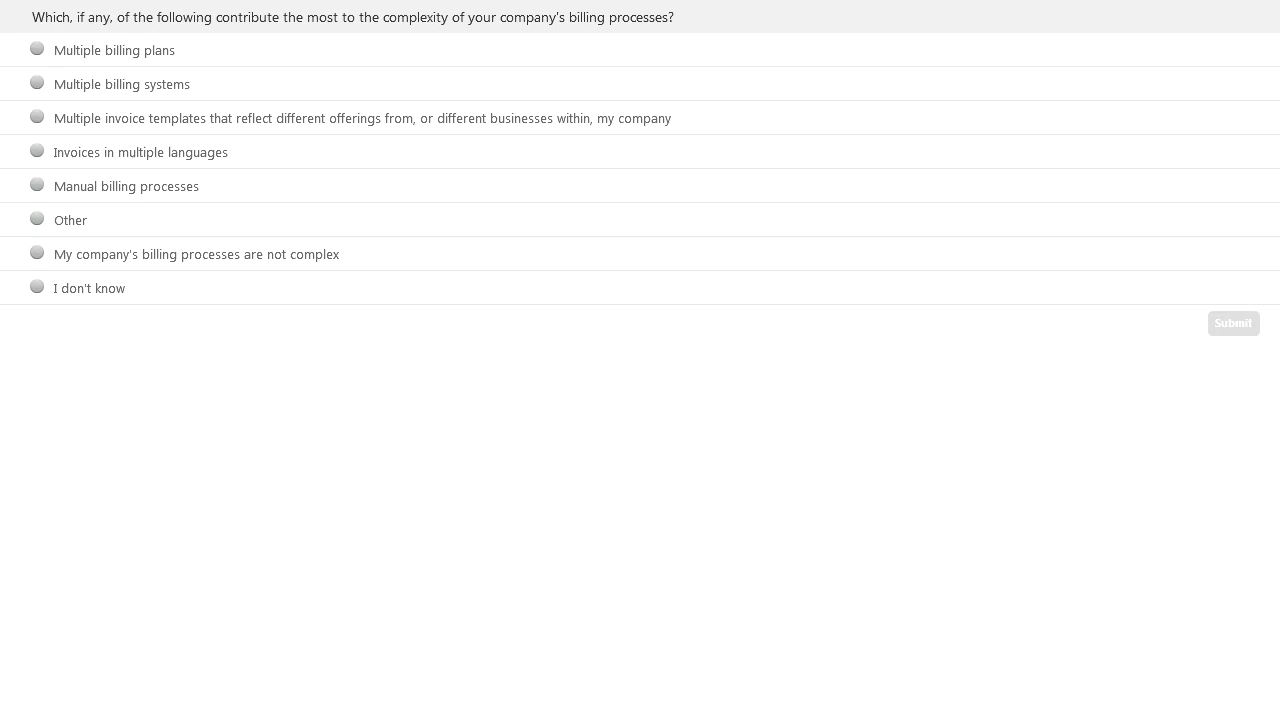 Which, if any, of the following contribute the most to the complexity of your company's billing processes?
Multiple billing plans
Multiple billing systems
Multiple invoice templates that reflect different offerings from, or different businesses within, my company
Invoices in multiple languages
Manual billing processes
Other
My company's billing processes are not complex
I don't know
Submit